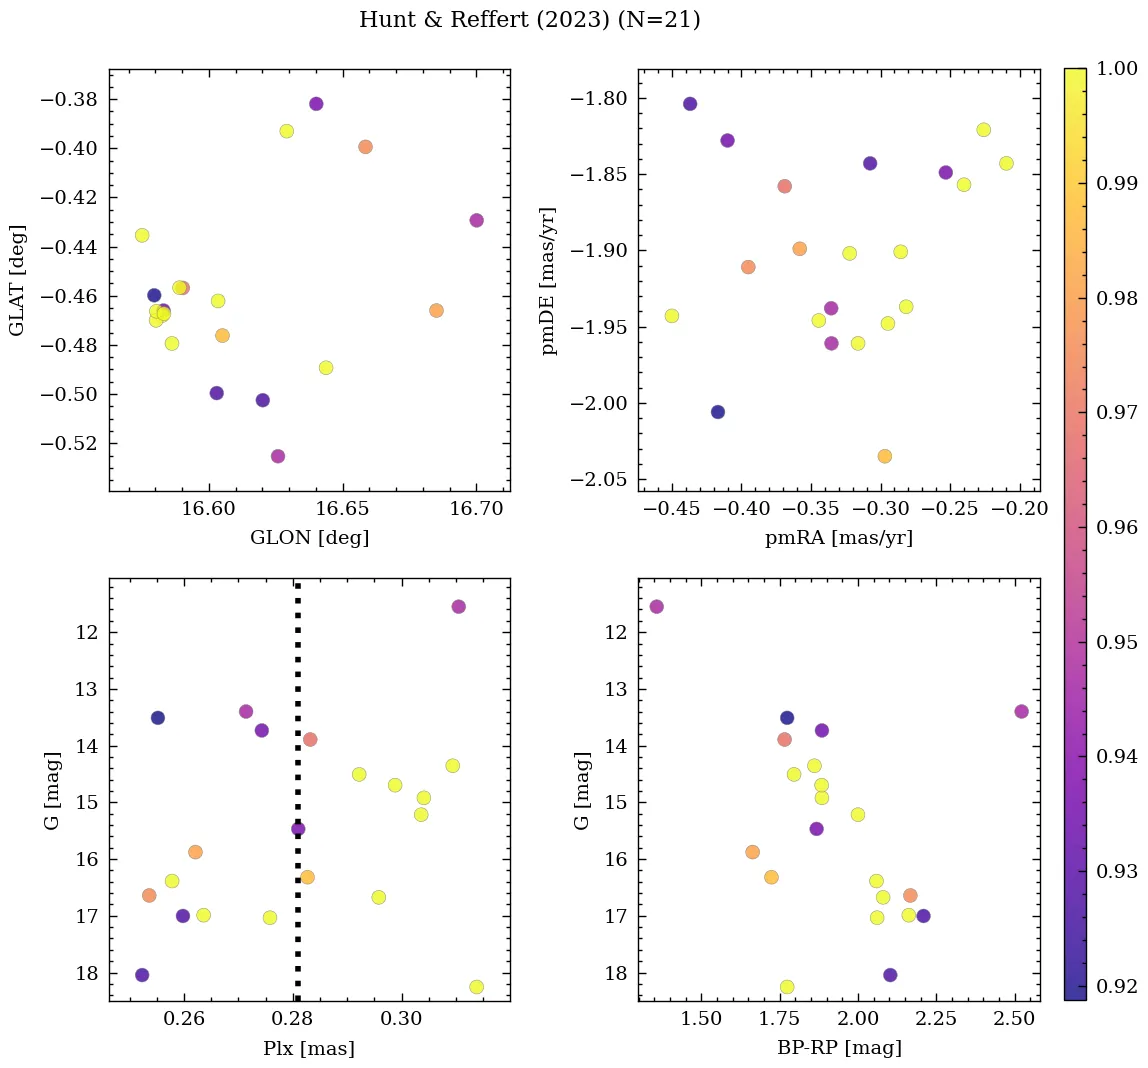 Hunt & Reffert (2023) (N=21)
−0.38
−0.40
−0.42
−0.44
−0.46
−0.48
−0.50
−0.52
GLAT [deg]
16.60 16.65 16.70
GLON [deg]
−1.80
−1.85
−1.90
−1.95
−2.00
−2.05
pmDE [mas/yr]
−0.45 −0.40 −0.35 −0.30 −0.25 −0.20
pmRA [mas/yr]
12
13
14
15
16
17
18
G [mag]
0.26 0.28 0.30
Plx [mas]
12
13
14
15
16
17
18
G [mag]
1.50 1.75 2.00 2.25 2.50
BP-RP [mag]
1.00
0.99
0.98
0.97
0.96
0.95
0.94
0.93
0.92